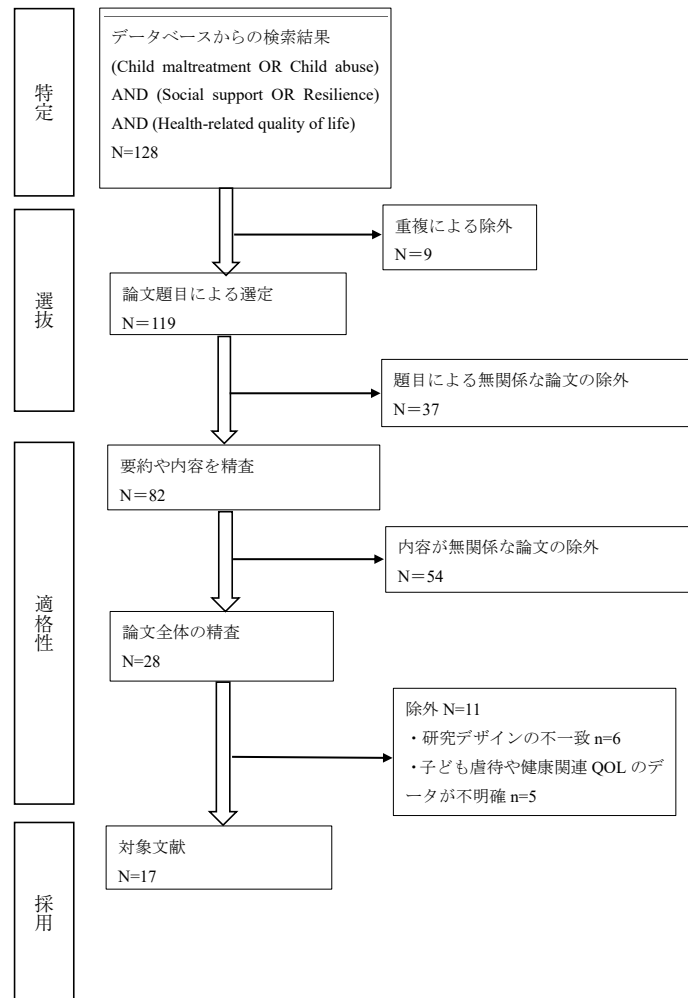 特定
データベースからの検索結果
(Child maltreatment OR Child abuse)
AND (Social support OR Resilience)
AND (Health-related quality of life)
N=128
選抜
重複による除外
N＝9
論文題目による選定
N＝119
題目による無関係な論文の除外
N＝37
適格性
要約や内容を精査
N＝82
内容が無関係な論文の除外
N＝54
論文全体の精査
N=28
除外 N=11
・研究デザインの不一致 n=6
・子ども虐待や健康関連 QOL のデ
ータが不明確 n=5
採用
対象文献
N=17